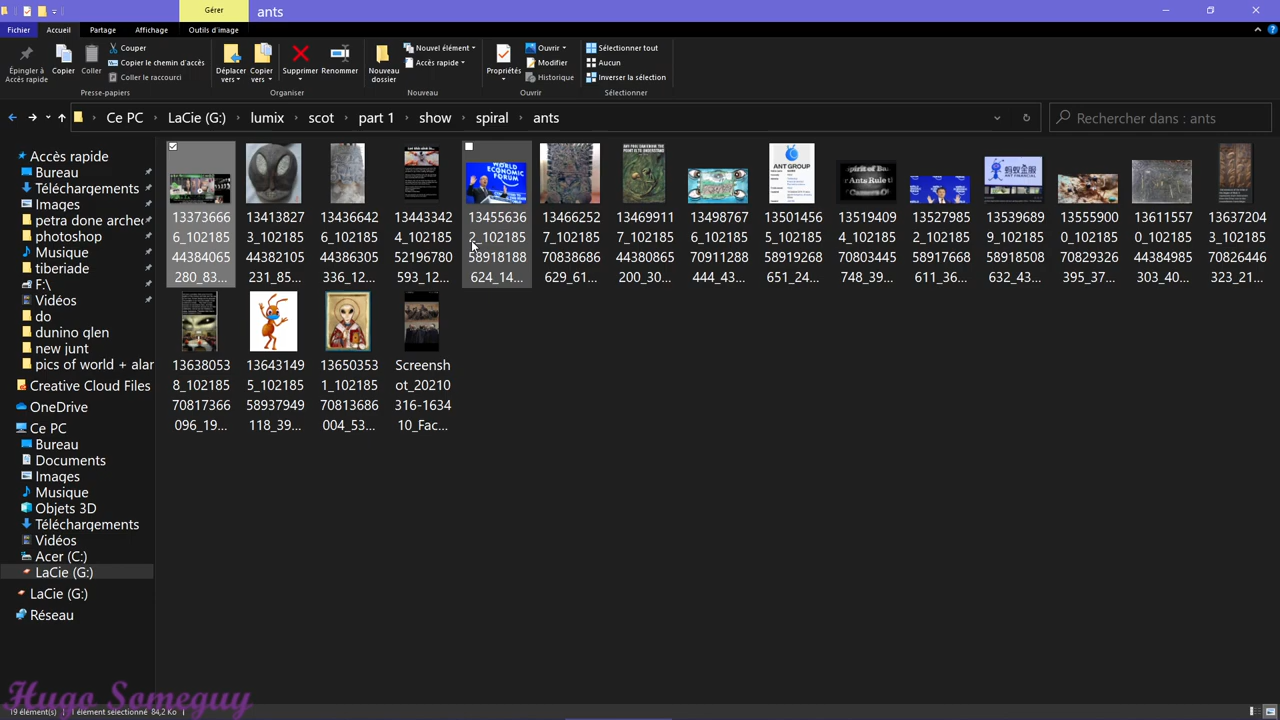 Gérer
ants
Fichier
Accueil
Partage
Affichage
Outils d'image
Épingler à Accès rapide
Copier
Coller
Couper
Copier le chemin d'accès
Coller le raccourci
Presse-papiers
Déplacer vers
Copier vers
Supprimer
Renommer
Organiser
Nouveau dossier
Nouvel élément
Accès rapide
Nouveau
Propriétés
Ouvrir
Modifier
Historique
Ouvrir
Sélectionner tout
Aucun
Inverser la sélection
Sélectionner
Ce PC › LaCie (G:) › lumix › scot › part 1 › show › spiral › ants
Rechercher dans : ants
Accès rapide
Bureau
Téléchargements
Images
petra done arche
photoshop
Musique
tiberiade
F:\
Vidéos
do
dunino glen
new junt
pics of world + alar
Creative Cloud Files
OneDrive
Ce PC
Bureau
Documents
Images
Musique
Objets 3D
Téléchargements
Vidéos
Acer (C:)
LaCie (G:)
LaCie (G:)
Réseau
WORLD ECONOMIC FORUM
ANT GROUP
Spirit of Ba
Ants Rule
13373666 13413827 13436642 13443342 13455636 13466252 13469911 13498767 13501456 13519409 13527985 13539689 13555900 13611557 13637204
6_102185 3_102185 6_102185 4_102185 2_102185 7_102185 7_102185 6_102185 5_102185 4_102185 2_102185 9_102185 0_102185 0_102185 3_102185
44384065 44382105 44386305 52196780 58918188 70838686 44380865 70911288 58919268 70803846 58917668 58918508 70829326 44384985 70826446
280_83... 231_85... 336_12... 593_12... 624_14... 629_61... 200_30... 444_43... 651_24... 748_39... 611_36... 632_43... 395_37... 303_40... 323_21...
13638053 13643149 13650353 Screensh
8_102185 5_102185 1_102185 ot_20210
70817366 58937949 70813686 316-1634
096_19... 118_39... 004_53... 10_Fac...
Hugo Someguy
19 élément(s)
1 élément sélectionné 84,2 Ko